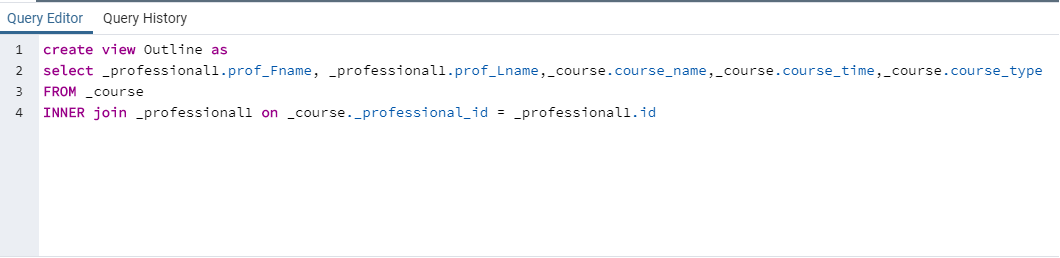 Query Editor Query History
1 create view Outline as
2 select _professional1.prof_Fname, _professional1.prof_Lname,_course.course_name,_course.course_time,_course.course_type
3 FROM _course
4 INNER join _professional1 on _course._professional_id = _professional1.id